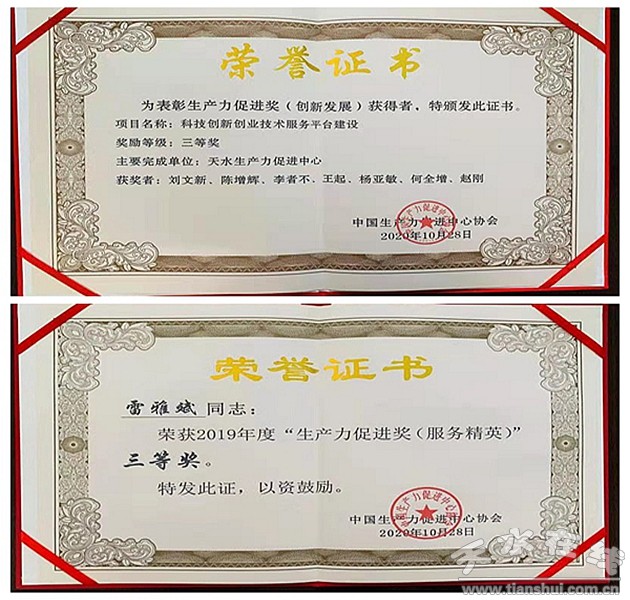 荣誉证书
为表彰生产力促进奖（创新发展）获得者，特颁发此证书。
项目名称：科技创新创业技术服务平台建设
奖励等级：三等奖
主要完成单位：天水生产力促进中心
获奖者：刘文新、陈增辉、李者不、王起、杨亚敏、何全增、赵刚
中国生产力促进中心协会
2020年10月28日
荣誉证书
雷雅斌 同志：
荣获2019年度“生产力促进奖（服务精英）”
三等奖。
特发此证，以资鼓励。
中国生产力促进中心协会
2020年10月28日
天水在线
www.tianshui.com.cn